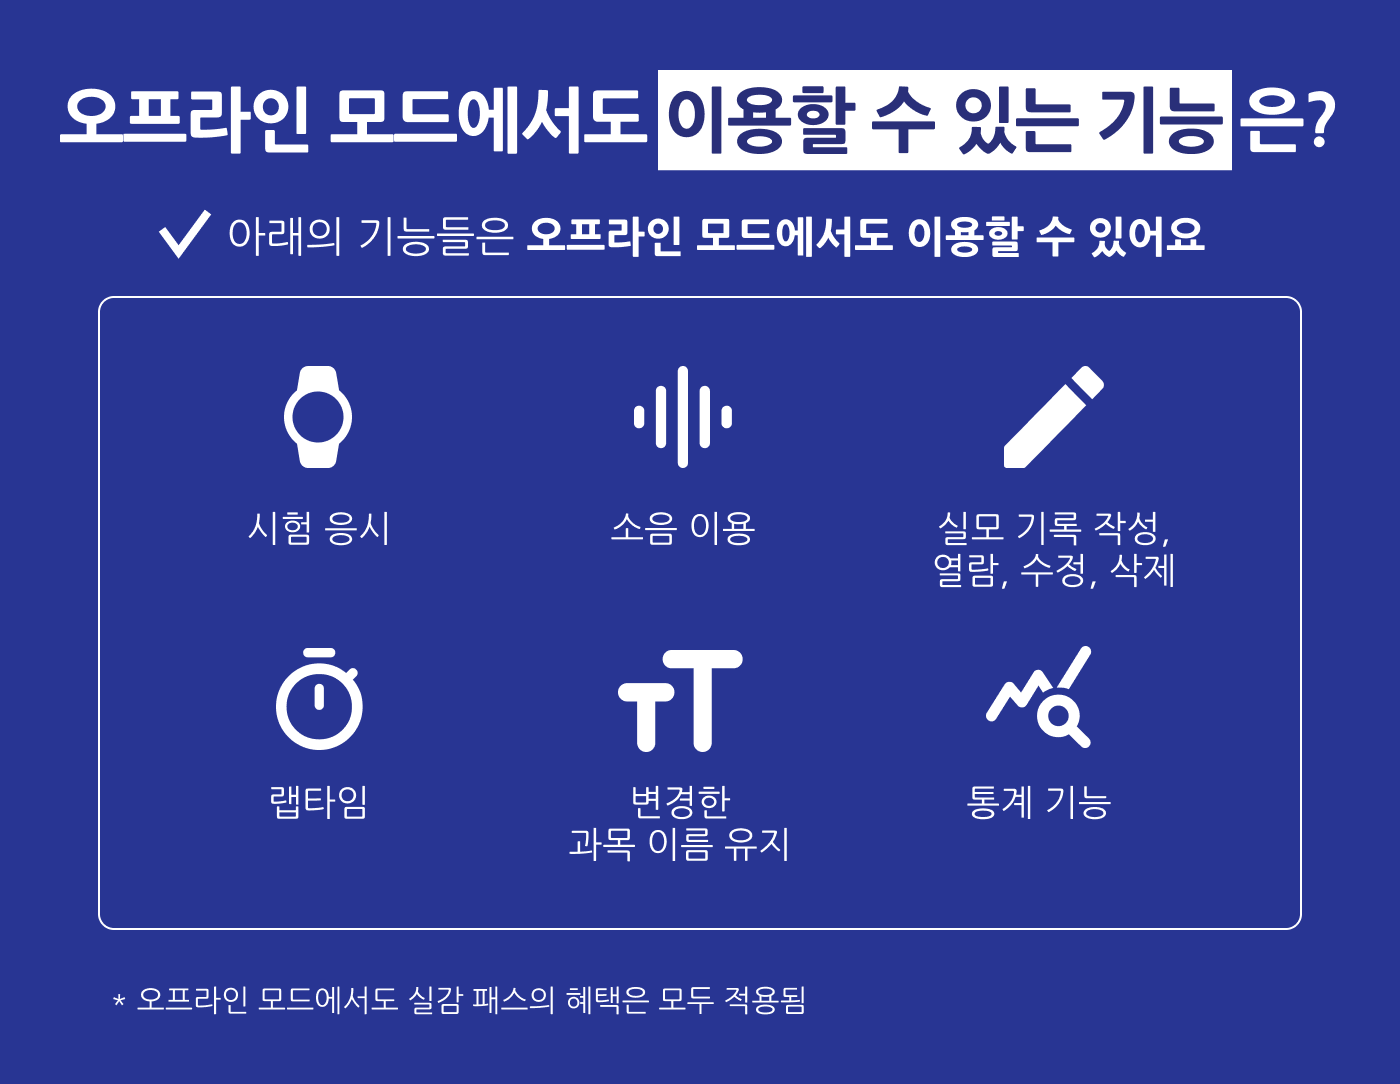 오프라인 모드에서도 이용할 수 있는 기능은?
아래의 기능들은 오프라인 모드에서도 이용할 수 있어요
시험 응시
소음 이용
실모 기록 작성,
열람, 수정, 삭제
랩타임
변경한
과목 이름 유지
통계 기능
* 오프라인 모드에서도 실감 패스의 혜택은 모두 적용됨